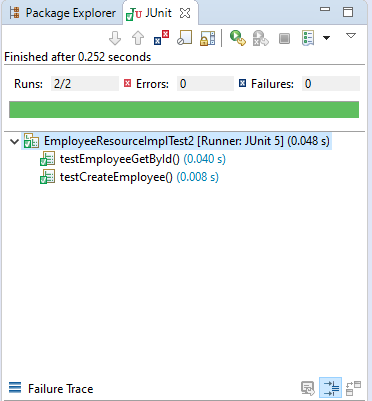 Package Explorer JUnit
Finished after 0.252 seconds
Runs: 2/2 Errors: 0 Failures: 0
EmployeeResourceImplTest2 [Runner: JUnit 5] (0.048 s)
testEmployeeGetById() (0.040 s)
testCreateEmployee() (0.008 s)
Failure Trace